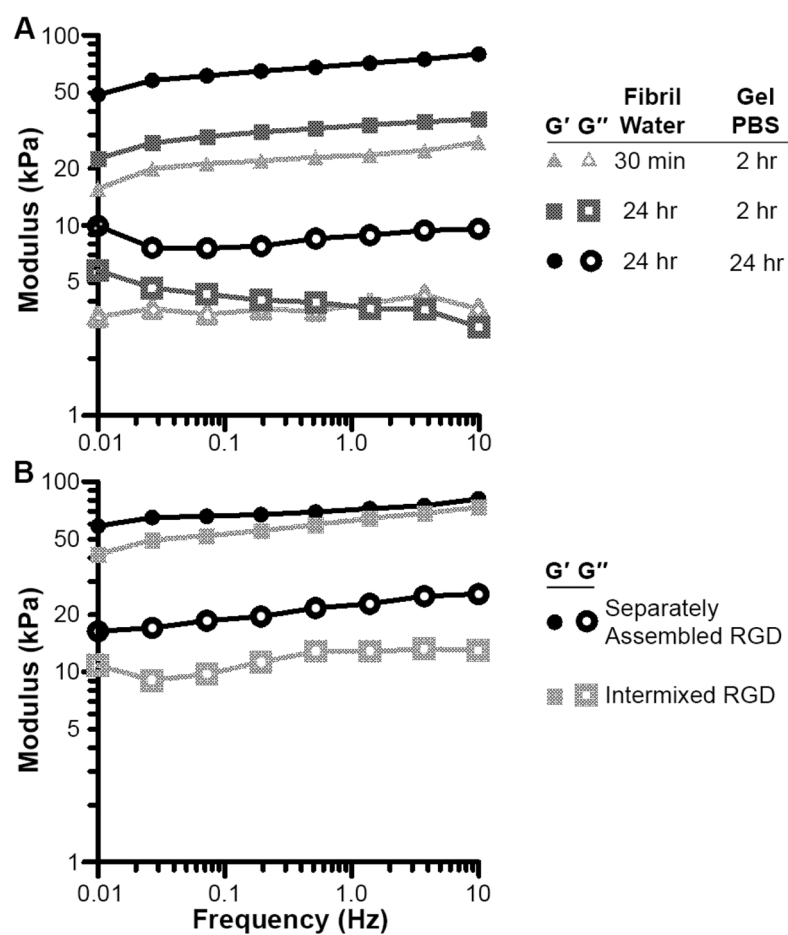 A
100
50
20
10
5
1
Modulus (kPa)
0.01 0.1 1.0 10
Fibril Gel
G′ G″ Water PBS
30 min 2 hr
24 hr 2 hr
24 hr 24 hr
B
100
50
20
10
5
1
Modulus (kPa)
0.01 0.1 1.0 10
Frequency (Hz)
G′ G″
Separately
Assembled RGD
Intermixed RGD